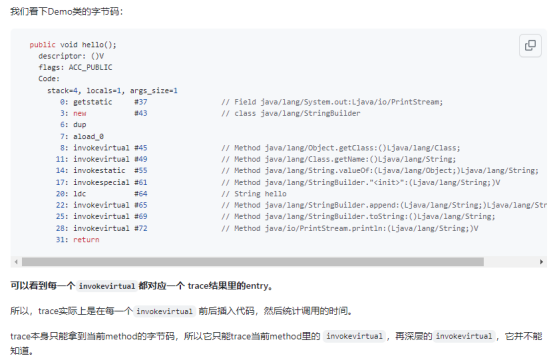 我们看下Demo类的字节码：
public void hello();
descriptor: ()V
flags: ACC_PUBLIC
Code:
stack=4, locals=1, args_size=1
0: getstatic #37 // Field java/lang/System.out:Ljava/io/PrintStream;
3: new #43 // class java/lang/StringBuilder
6: dup
7: aload_0
8: invokevirtual #45 // Method java/lang/Object.getClass:()Ljava/lang/Class;
11: invokevirtual #49 // Method java/lang/Class.getName:()Ljava/lang/String;
14: invokestatic #55 // Method java/lang/String.valueOf:(Ljava/lang/Object;)Ljava/lang/String;
17: invokespecial #61 // Method java/lang/StringBuilder."<init>":(Ljava/lang/String;)V
20: ldc #64 // String hello
22: invokevirtual #65 // Method java/lang/StringBuilder.append:(Ljava/lang/String;)Ljava/lang/Str
25: invokevirtual #69 // Method java/lang/StringBuilder.toString:()Ljava/lang/String;
28: invokevirtual #72 // Method java/io/PrintStream.println:(Ljava/lang/String;)V
31: return
可以看到每一个 invokevirtual 都对应一个 trace结果里的entry。
所以，trace实际上是在每一个 invokevirtual 前后插入代码，然后统计调用的时间。
trace本身只能拿到当前method的字节码，所以它只能trace当前method里的 invokevirtual ，再深层的 invokevirtual ，它并不能
知道。